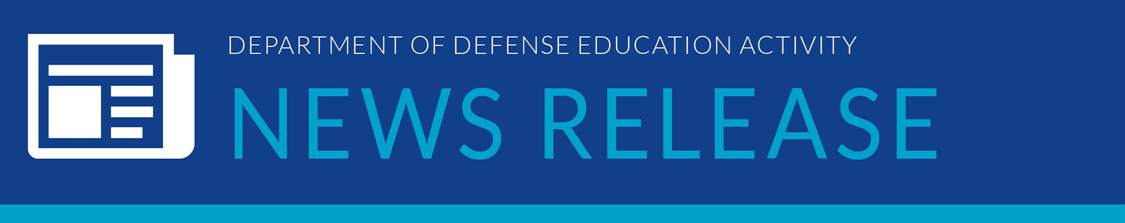 DEPARTMENT OF DEFENSE EDUCATION ACTIVITY
NEWS RELEASE